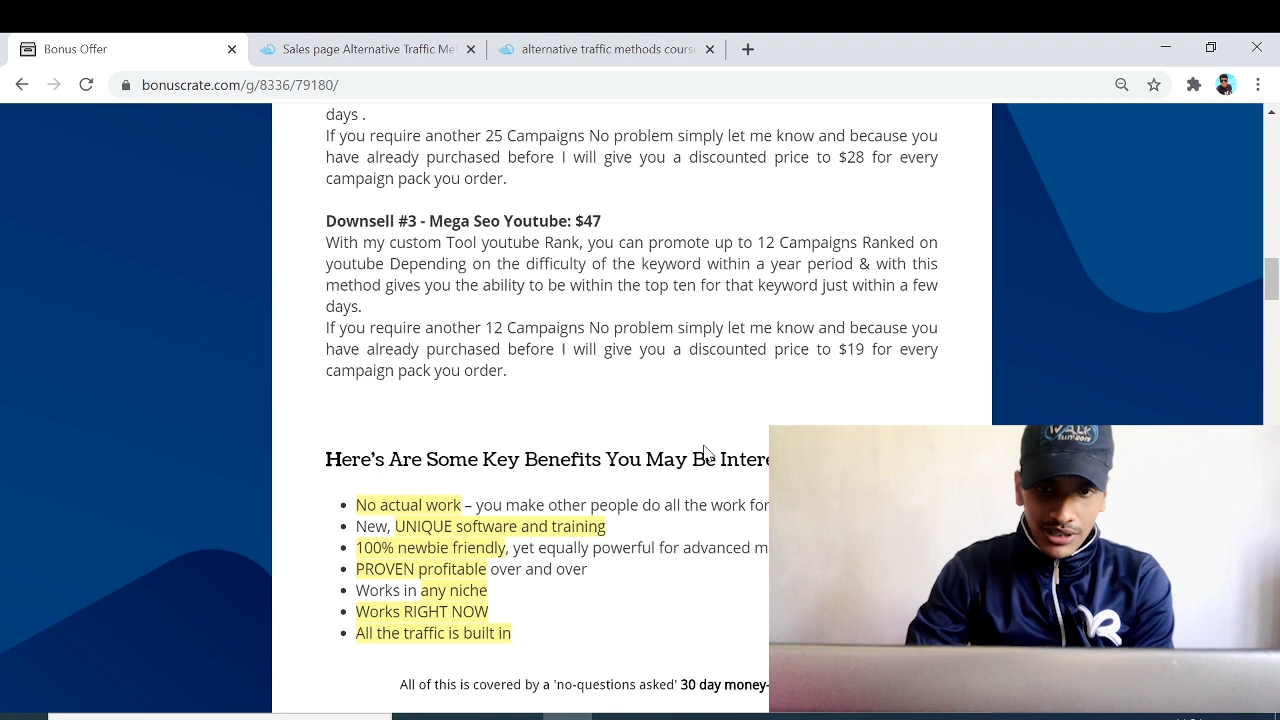 Bonus Offer
Sales page Alternative Traffic Met
alternative traffic methods course
bonuscrate.com/g/8336/79180/
days .
If you require another 25 Campaigns No problem simply let me know and because you
have already purchased before I will give you a discounted price to $28 for every
campaign pack you order.
Downsell #3 - Mega Seo Youtube: $47
With my custom Tool youtube Rank, you can promote up to 12 Campaigns Ranked on
youtube Depending on the difficulty of the keyword within a year period & with this
method gives you the ability to be within the top ten for that keyword just within a few
days.
If you require another 12 Campaigns No problem simply let me know and because you
have already purchased before I will give you a discounted price to $19 for every
campaign pack you order.
Here's Are Some Key Benefits You May Be Intere
No actual work – you make other people do all the work for
New, UNIQUE software and training
100% newbie friendly, yet equally powerful for advanced m
PROVEN profitable over and over
Works in any niche
Works RIGHT NOW
All the traffic is built in
All of this is covered by a 'no-questions asked' 30 day money-
WALK